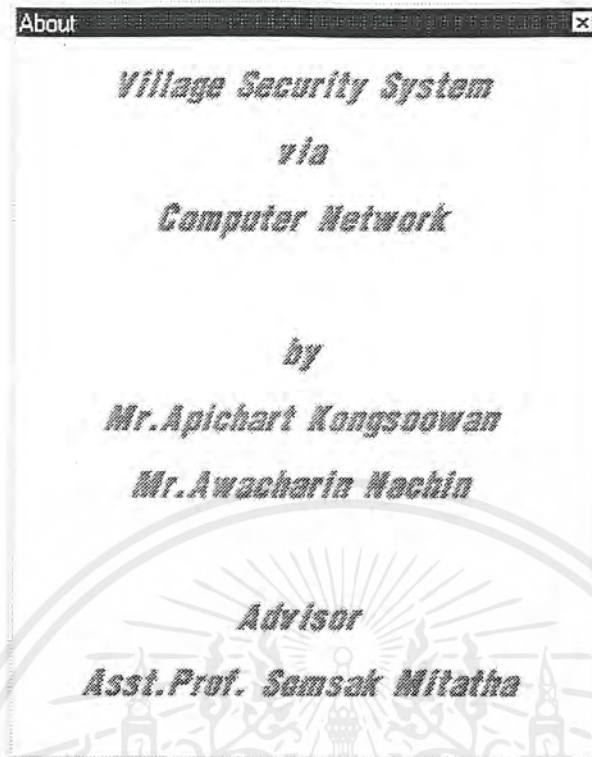 About
Village Security System
via
Computer Network
by
Mr.Apichart Kongsoowan
Mr.Awacharin Nachin
Advisor
Asst.Prof. Somsak Mitatha